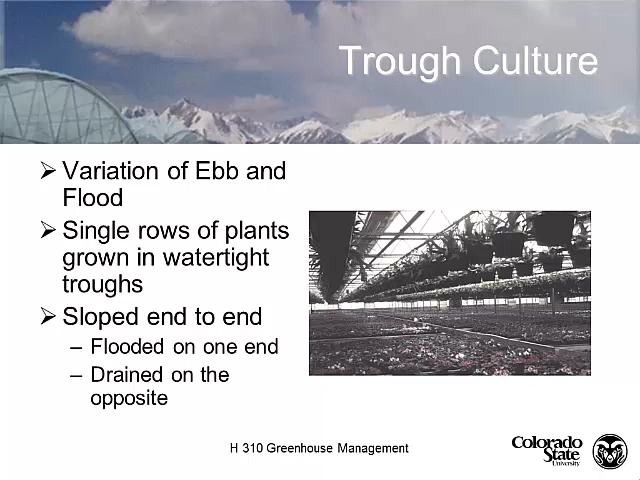 Trough Culture
Variation of Ebb and
Flood
Single rows of plants
grown in watertight
troughs
Sloped end to end
– Flooded on one end
– Drained on the
opposite
H 310 Greenhouse Management
Colorado
State
University